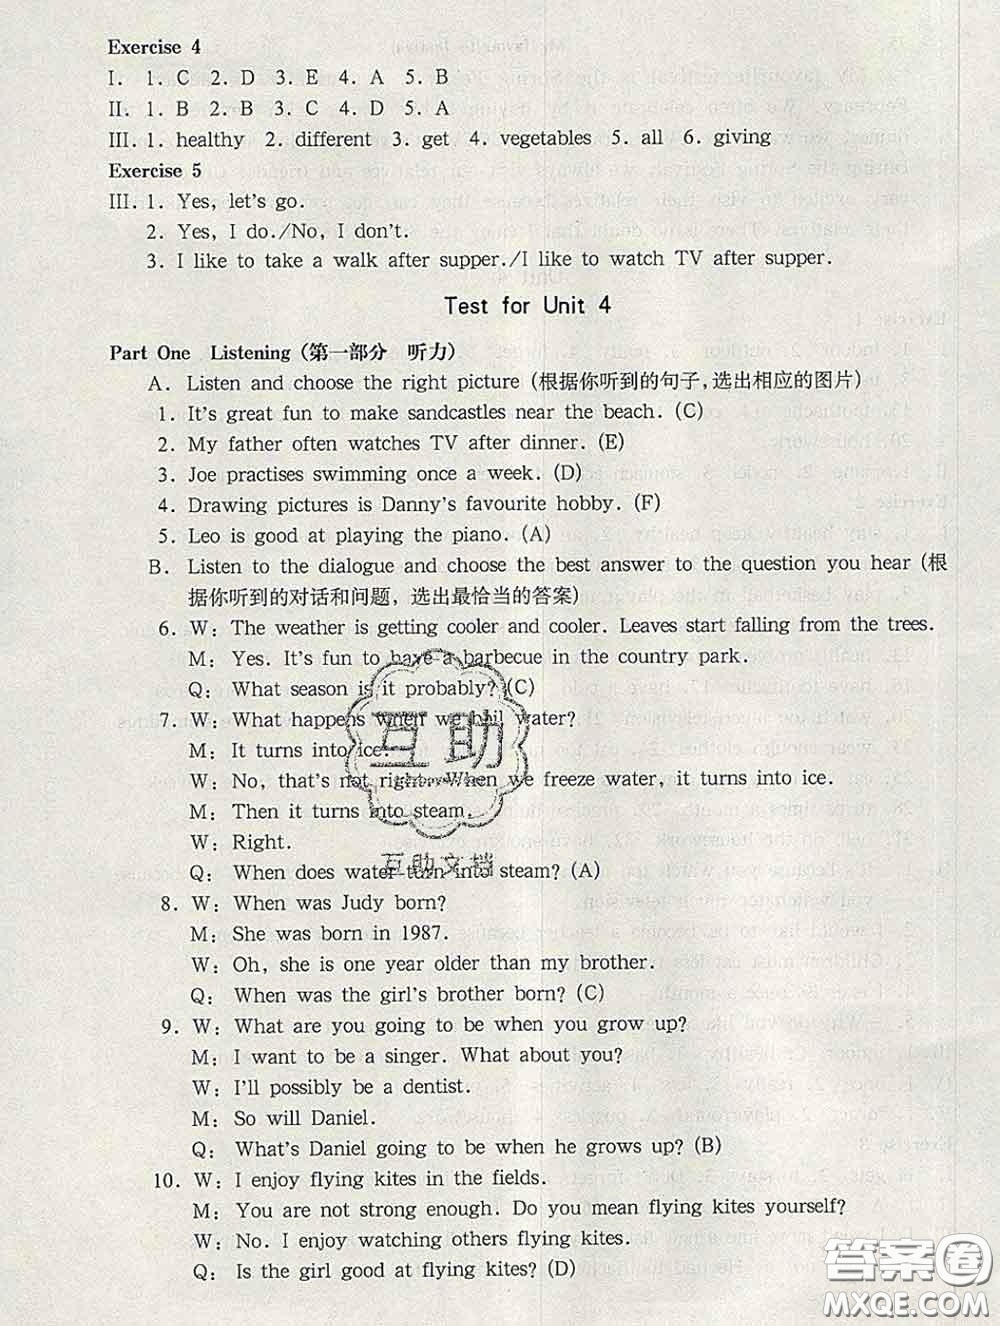 Exercise 4
I. 1. C 2. D 3. E 4. A 5. B
II. 1. B 2. B 3. C 4. D 5. A
III. 1. healthy 2. different 3. get 4. vegetables 5. all 6. giving
Exercise 5
III. 1. Yes, let's go.
2. Yes, I do./No, I don't.
3. I like to take a walk after supper./I like to watch TV after supper.
Test for Unit 4
Part One Listening (第一部分 听力)
A. Listen and choose the right picture (根据你听到的句子,选出相应的图片)
1. It's great fun to make sandcastles near the beach. (C)
2. My father often watches TV after dinner. (E)
3. Joe practises swimming once a week. (D)
4. Drawing pictures is Danny's favourite hobby. (F)
5. Leo is good at playing the piano. (A)
B. Listen to the dialogue and choose the best answer to the question you hear (根
据你听到的对话和问题, 选出最恰当的答案)
6. W: The weather is getting cooler and cooler. Leaves start falling from the trees.
M: Yes. It's fun to have a barbecue in the country park.
Q: What season is it probably? (C)
7. W: What happens when we boil water?
M: It turns into ice.
W: No, that's not right. When we freeze water, it turns into ice.
M: Then it turns into steam.
W: Right.
Q: When does water turn into steam? (A)
8. W: When was Judy born?
M: She was born in 1987.
W: Oh, she is one year older than my brother.
Q: When was the girl's brother born? (C)
9. W: What are you going to be when you grow up?
M: I want to be a singer. What about you?
W: I'll possibly be a dentist.
M: So will Daniel.
Q: What's Daniel going to be when he grows up? (B)
10. W: I enjoy flying kites in the fields.
M: You are not strong enough. Do you mean flying kites yourself?
W: No. I enjoy watching others flying kites.
Q: Is the girl good at flying kites? (D)
互助
互助文档
答案圈
MXQE.COM